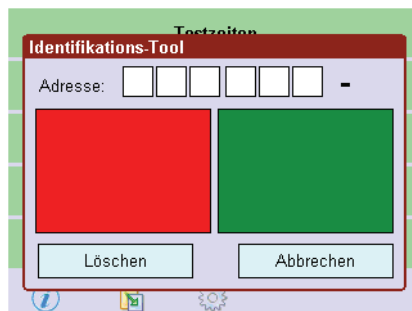 Testzeiten
Identifikations-Tool
Adresse: -
Löschen Abbrechen